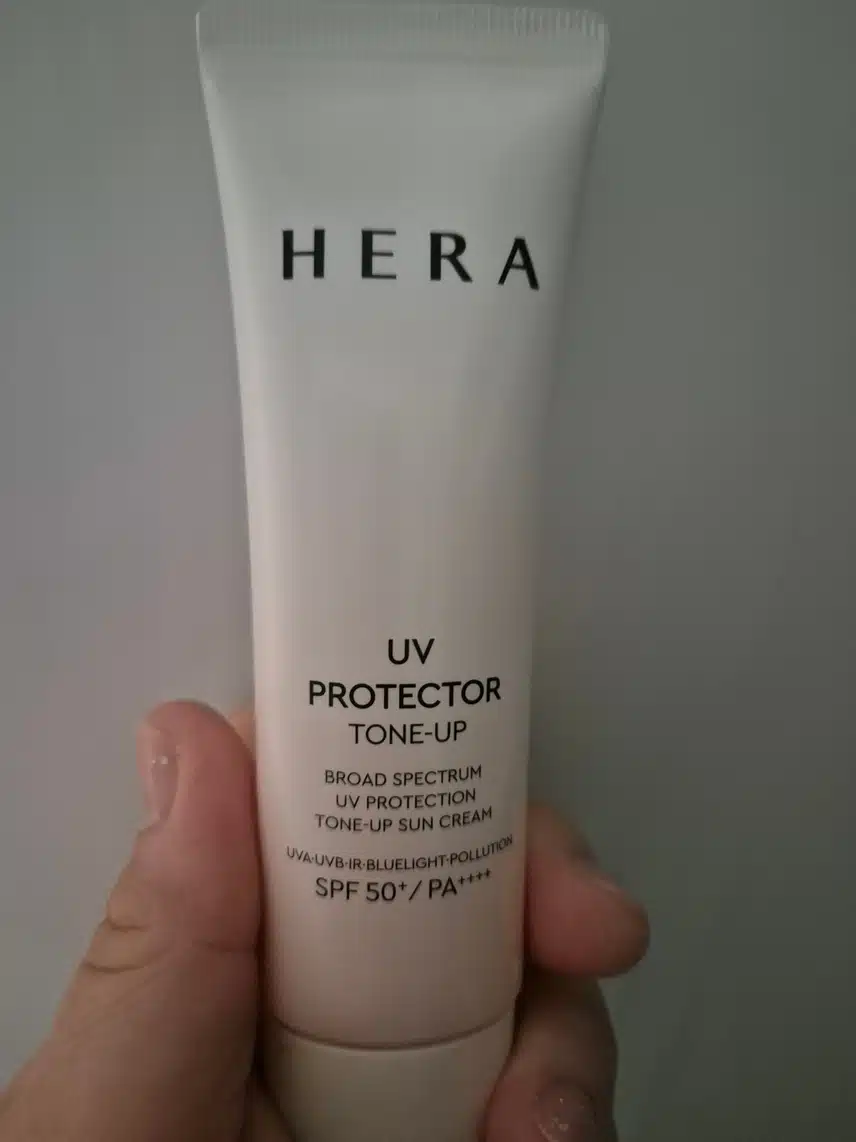 HERA
UV
PROTECTOR
TONE-UP
BROAD SPECTRUM
UV PROTECTION
TONE-UP SUN CREAM
UVA·UVB·IR·BLUELIGHT·POLLUTION
SPF 50⁺/PA⁺⁺⁺⁺